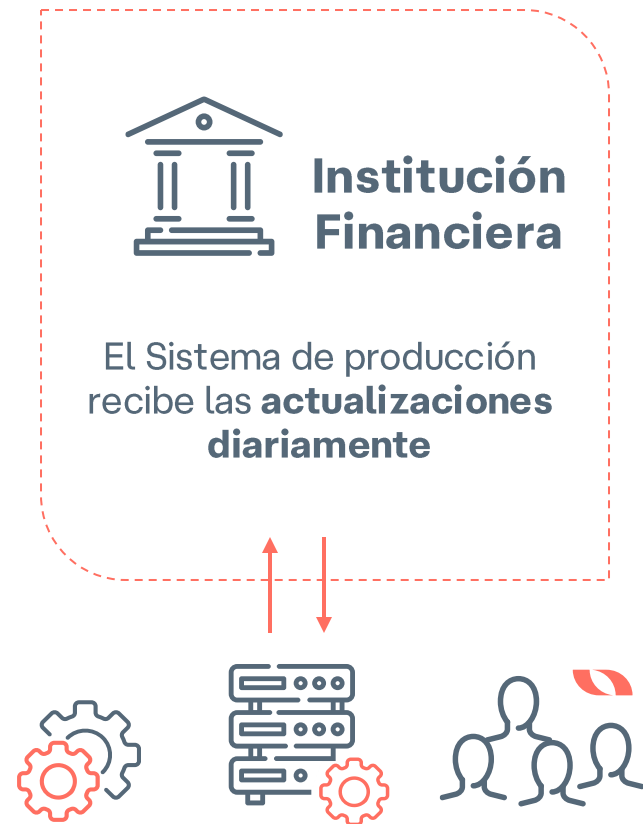 Institución
Financiera
El Sistema de producción
recibe las actualizaciones
diariamente